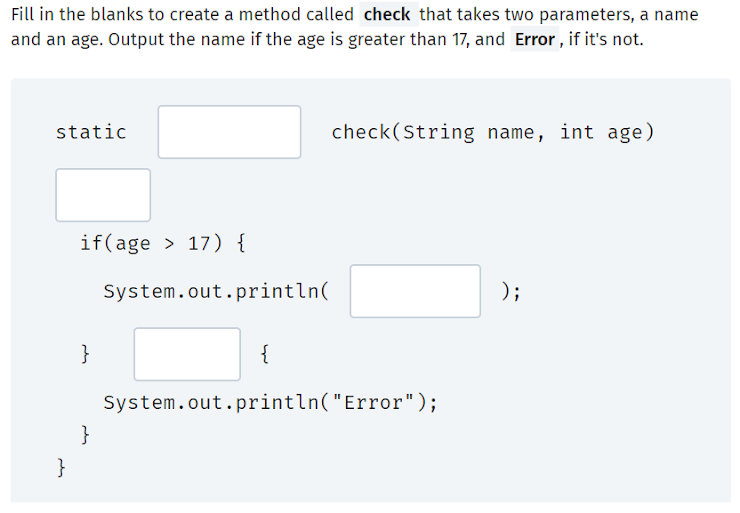 Fill in the blanks to create a method called check that takes two parameters, a name
and an age. Output the name if the age is greater than 17, and Error , if it's not.
static check(String name, int age)
if(age > 17) {
System.out.println( );
} {
System.out.println("Error");
}
}